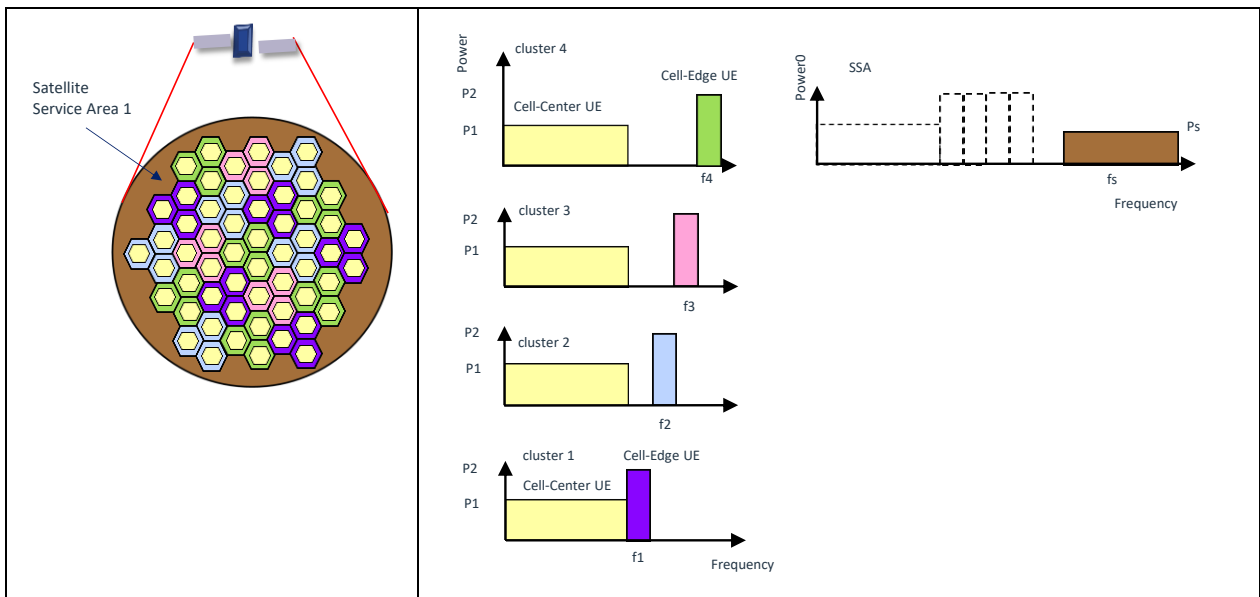 Satellite
Service Area 1
Power
cluster 4
P2
P1
Cell-Center UE
Cell-Edge UE
f4
cluster 3
P2
P1
f3
cluster 2
P2
P1
f2
cluster 1
P2
P1
Cell-Center UE
Cell-Edge UE
f1
Frequency
Power0
SSA
Ps
fs
Frequency